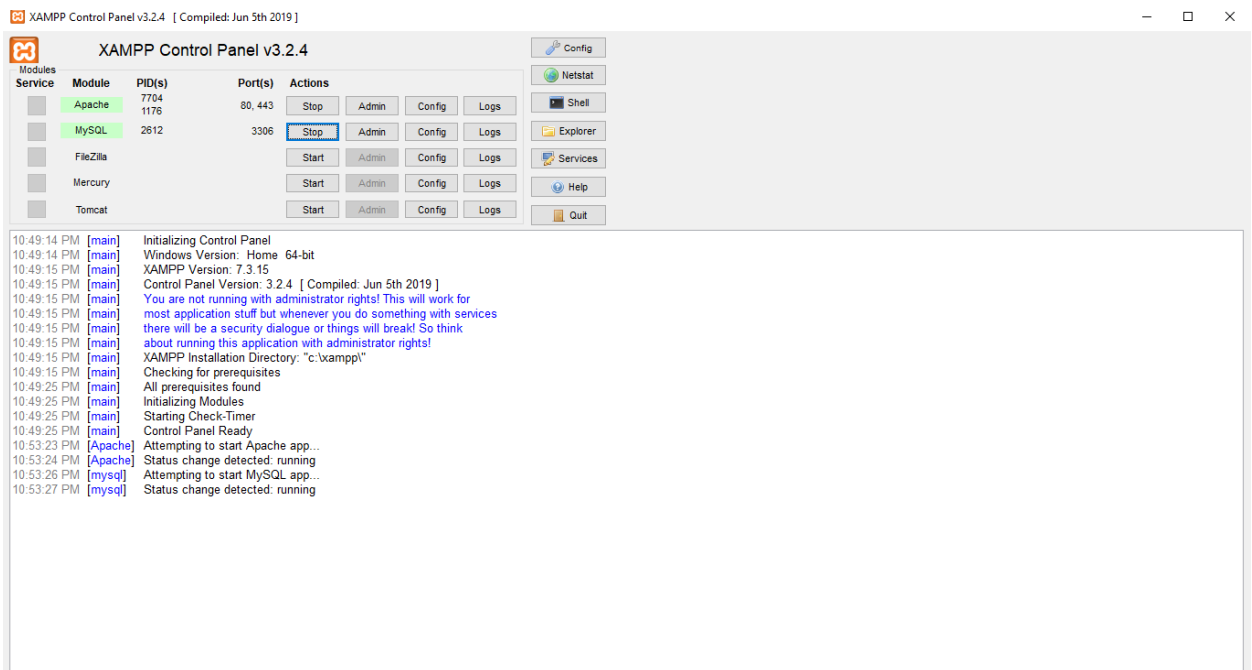 XAMPP Control Panel v3.2.4 [ Compiled: Jun 5th 2019 ]
XAMPP Control Panel v3.2.4
Config
Modules
Service Module PID(s) Port(s) Actions
Netstat
Apache 7704 1176 80, 443 Stop Admin Config Logs
Shell
MySQL 2612 3306 Stop Admin Config Logs
Explorer
FileZilla Start Admin Config Logs
Services
Mercury Start Admin Config Logs
Help
Tomcat Start Admin Config Logs
Quit
10:49:14 PM [main] Initializing Control Panel
10:49:14 PM [main] Windows Version: Home 64-bit
10:49:15 PM [main] XAMPP Version: 7.3.15
10:49:15 PM [main] Control Panel Version: 3.2.4 [ Compiled: Jun 5th 2019 ]
10:49:15 PM [main] You are not running with administrator rights! This will work for
10:49:15 PM [main] most application stuff but whenever you do something with services
10:49:15 PM [main] there will be a security dialogue or things will break! So think
10:49:15 PM [main] about running this application with administrator rights!
10:49:15 PM [main] XAMPP Installation Directory: "c:\xampp\"
10:49:15 PM [main] Checking for prerequisites
10:49:25 PM [main] All prerequisites found
10:49:25 PM [main] Initializing Modules
10:49:25 PM [main] Starting Check-Timer
10:49:25 PM [main] Control Panel Ready
10:53:23 PM [Apache] Attempting to start Apache app...
10:53:24 PM [Apache] Status change detected: running
10:53:26 PM [mysql] Attempting to start MySQL app...
10:53:27 PM [mysql] Status change detected: running